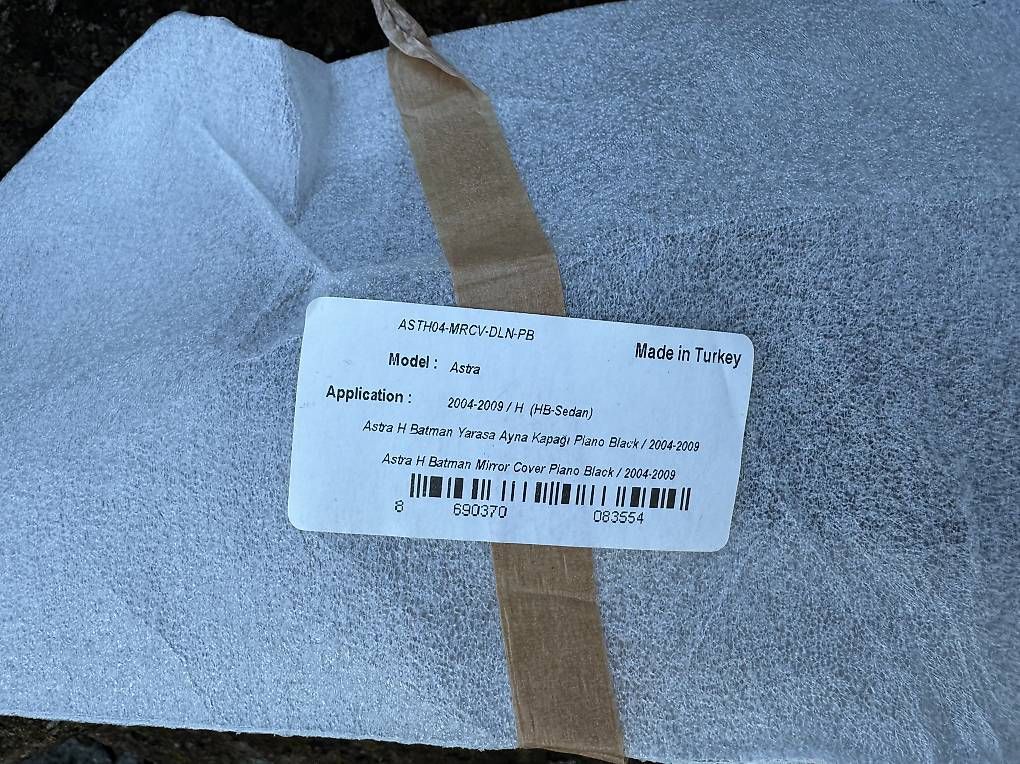 ASTH04-MRCV-DLN-PB
Made in Turkey
Model : Astra
Application : 2004-2009 / H (HB-Sedan)
Astra H Batman Yarasa Ayna Kapağı Piano Black / 2004-2009
Astra H Batman Mirror Cover Piano Black / 2004-2009
8 690370 083554